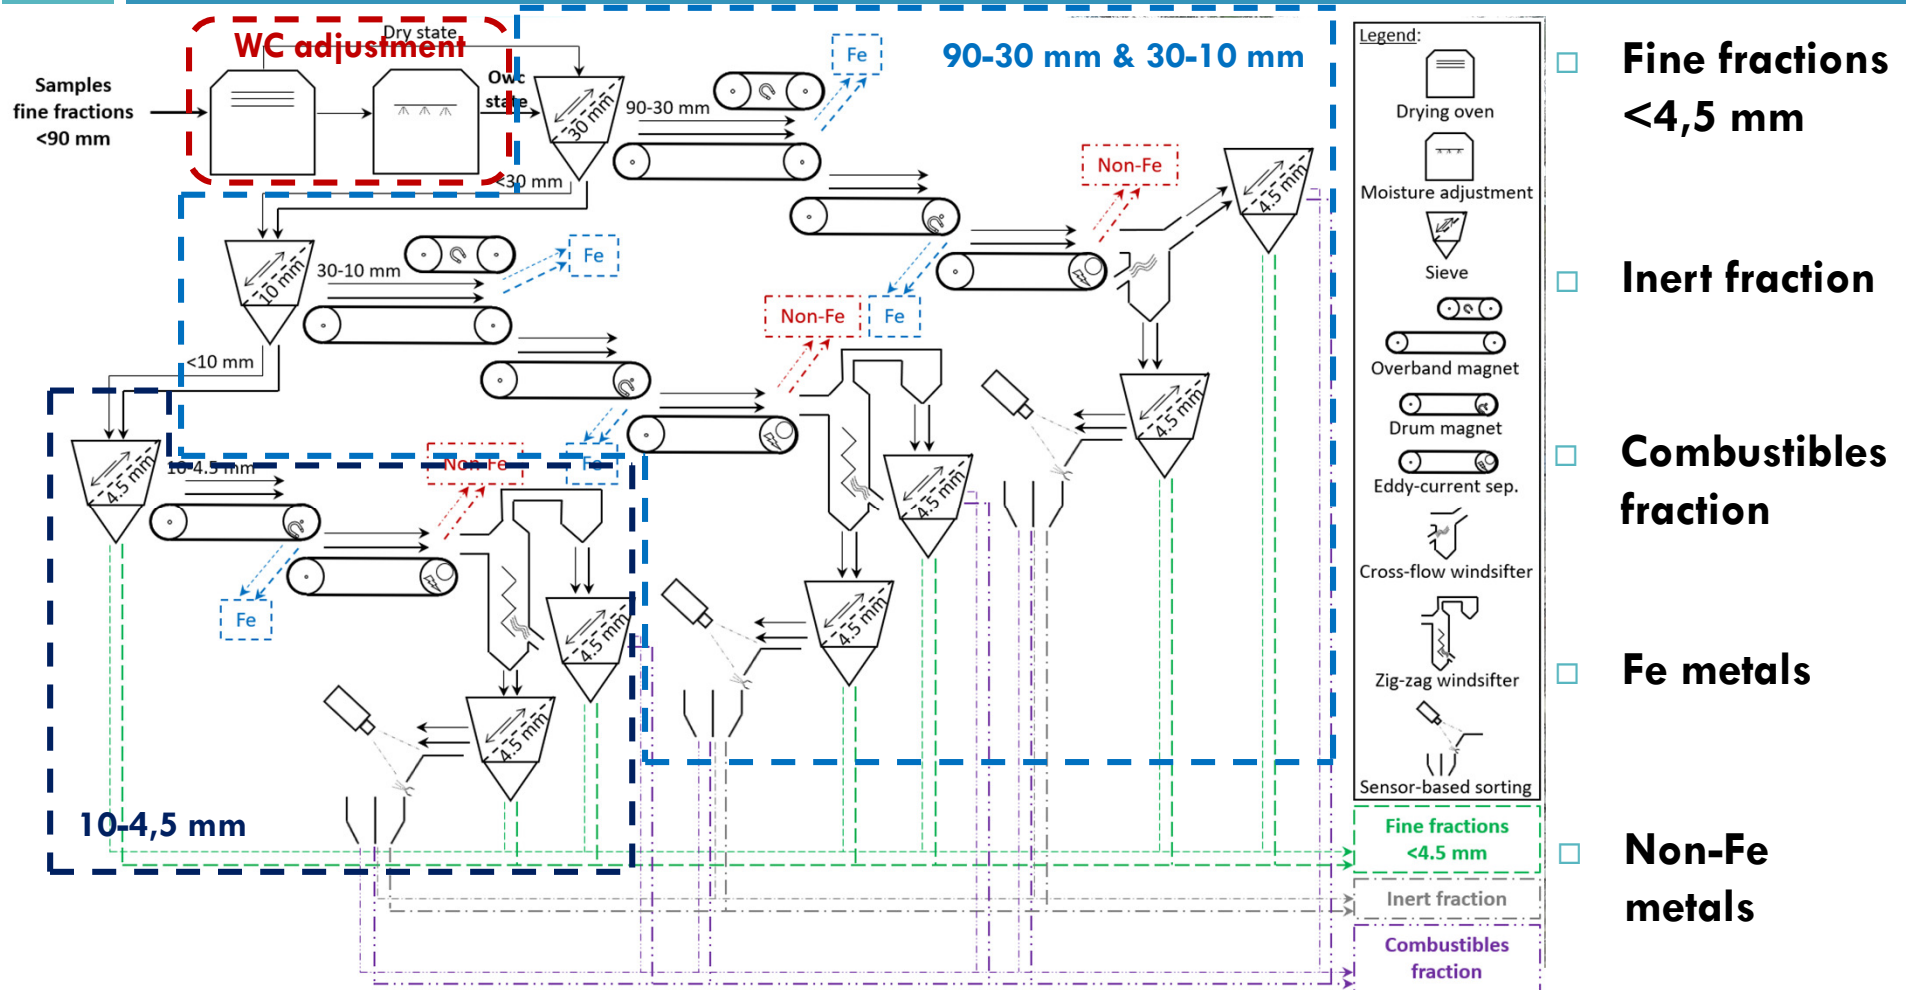 Dry state
WC adjustment
Samples
fine fractions
<90 mm
Owc
state
30 mm
90-30 mm
Fe
90-30 mm & 30-10 mm
<30 mm
Non-Fe
4.5 mm
10 mm
30-10 mm
Fe
Non-Fe
Fe
<10 mm
4.5 mm
4.5 mm
10-4.5 mm
Non-Fe
Fe
4.5 mm
Fe
4.5 mm
4.5 mm
4.5 mm
10-4,5 mm
Legend:
Drying oven
Moisture adjustment
Sieve
Overband magnet
Drum magnet
Eddy-current sep.
Cross-flow windsifter
Zig-zag windsifter
Sensor-based sorting
Fine fractions
<4.5 mm
Inert fraction
Combustibles
fraction
Fine fractions
<4,5 mm
Inert fraction
Combustibles
fraction
Fe metals
Non-Fe
metals